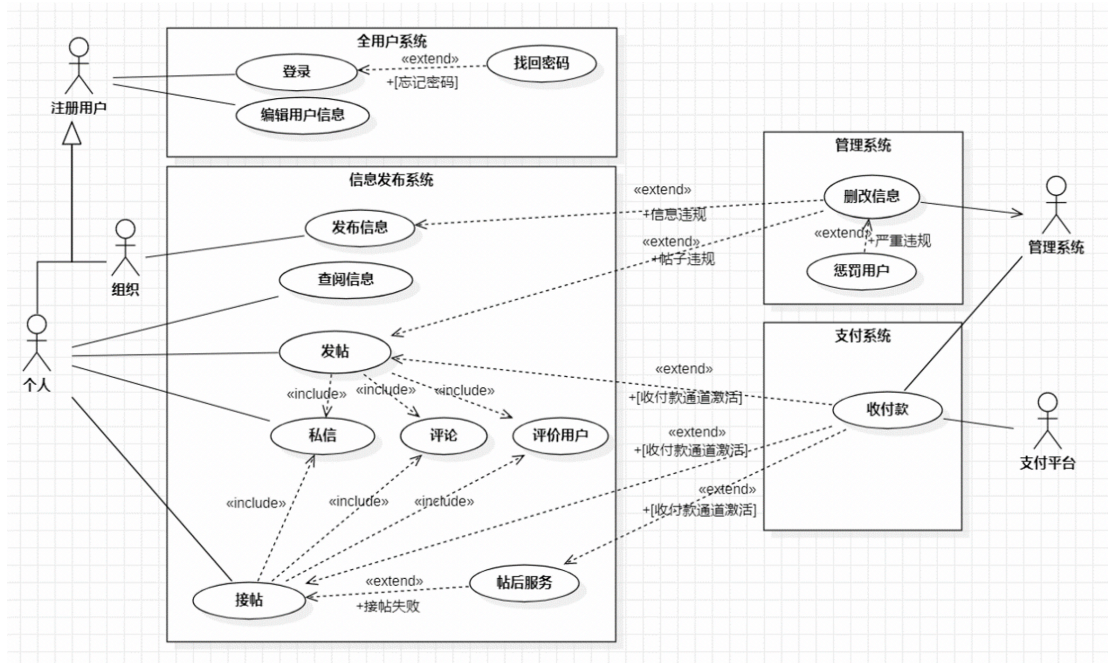 全用户系统
«extend»
登录
找回密码
+[忘记密码]
注册用户
编辑用户信息
管理系统
信息发布系统
«extend»
删改信息
+信息违规
发布信息
«extend»
«extend»
+严重违规
管理系统
+帖子违规
惩罚用户
组织
查阅信息
支付系统
发帖
个人
«extend»
«include»
«include»
«include»
+[收付款通道激活]
收付款
私信
评论
评价用户
«extend»
+[收付款通道激活]
支付平台
«extend»
«include»
«include»
«include»
+[收付款通道激活]
«extend»
帖后服务
接帖
+接帖失败